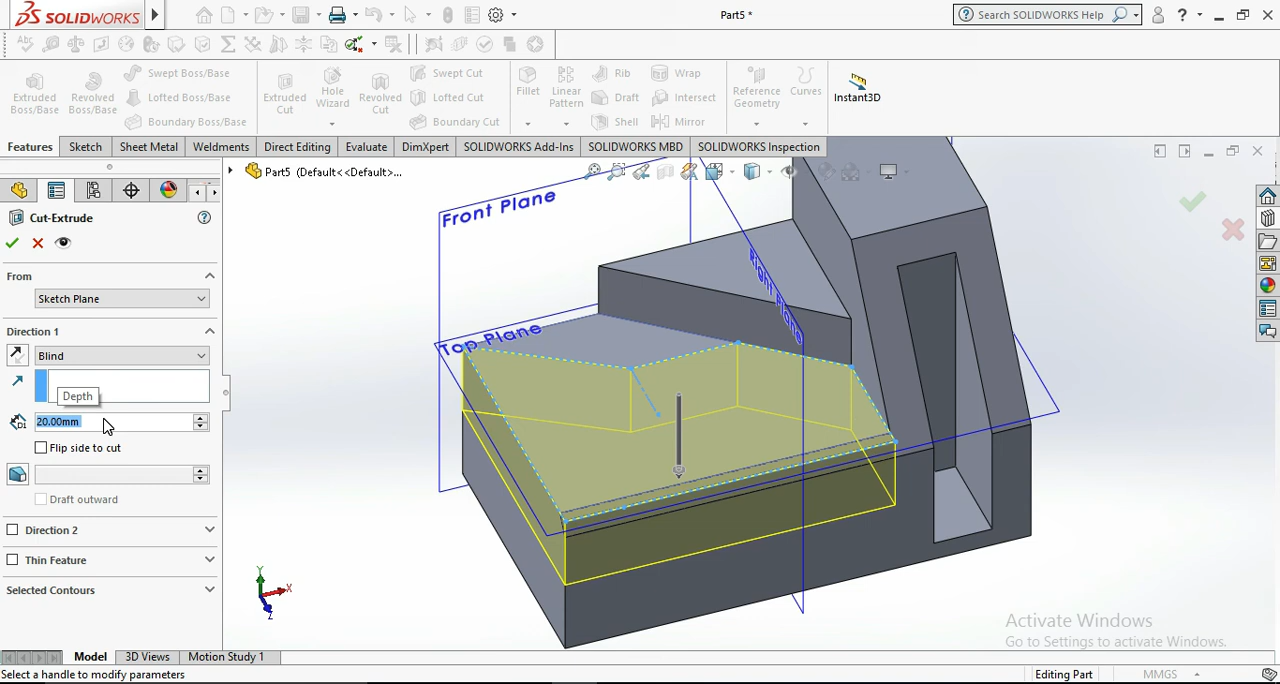 SOLIDWORKS
Part5 *
Search SOLIDWORKS Help
?
Extruded Boss/Base
Revolved Boss/Base
Swept Boss/Base
Lofted Boss/Base
Boundary Boss/Base
Extruded Cut
Hole Wizard
Revolved Cut
Swept Cut
Lofted Cut
Boundary Cut
Fillet
Linear Pattern
Rib
Draft
Shell
Wrap
Intersect
Mirror
Reference Geometry
Curves
Instant3D
Features
Sketch
Sheet Metal
Weldments
Direct Editing
Evaluate
DimXpert
SOLIDWORKS Add-Ins
SOLIDWORKS MBD
SOLIDWORKS Inspection
Part5 (Default<<Default>...
Cut-Extrude
?
From
Sketch Plane
Direction 1
Blind
Depth
D1
20.00mm
Flip side to cut
Draft outward
Direction 2
Thin Feature
Selected Contours
Front Plane
Top Plane
Right Plane
Y
X
Z
Activate Windows
Go to Settings to activate Windows.
Model
3D Views
Motion Study 1
Select a handle to modify parameters
Editing Part
MMGS